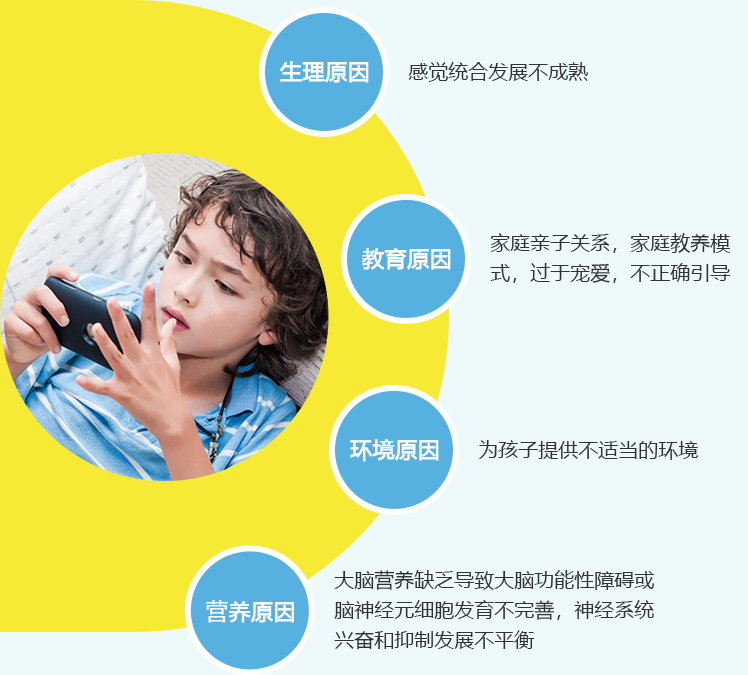 生理原因
感觉统合发展不成熟
教育原因
家庭亲子关系，家庭教养模
式，过于宠爱，不正确引导
环境原因
为孩子提供不适当的环境
营养原因
大脑营养缺乏导致大脑功能性障碍或
脑神经元细胞发育不完善，神经系统
兴奋和抑制发展不平衡